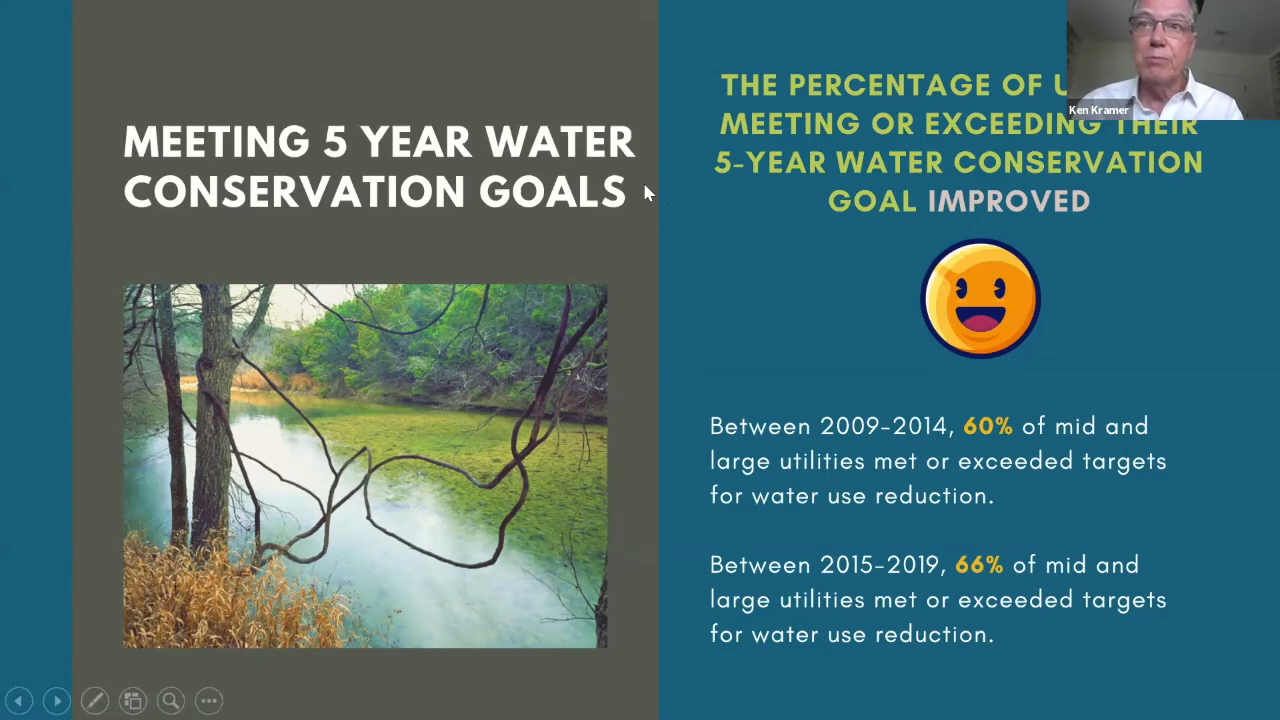 MEETING 5 YEAR WATER
CONSERVATION GOALS
THE PERCENTAGE OF
MEETING OR EXCEEDING THEIR
5-YEAR WATER CONSERVATION
GOAL IMPROVED
Ken Kramer
Between 2009-2014, 60% of mid and
large utilities met or exceeded targets
for water use reduction.
Between 2015-2019, 66% of mid and
large utilities met or exceeded targets
for water use reduction.